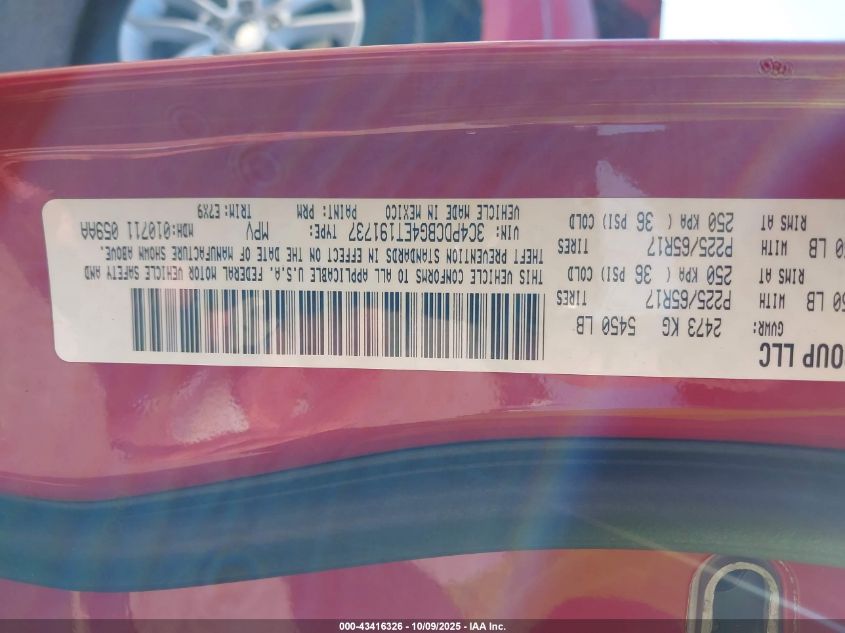 OUP LLC
GVWR: 2473 KG 5450 LB
50 LB WITH P225/65R17 TIRES
RIMS AT 250 KPA ( 36 PSI) COLD
50 LB WITH P225/65R17 TIRES
RIMS AT 250 KPA ( 36 PSI) COLD
THIS VEHICLE CONFORMS TO ALL APPLICABLE U.S.A. FEDERAL MOTOR VEHICLE SAFETY AND
THEFT PREVENTION STANDARDS IN EFFECT ON THE DATE OF MANUFACTURE SHOWN ABOVE.
VIN: 3C4PDCBG4ET191737 TYPE: MPV MDH:010711 059AA
VEHICLE MADE IN MEXICO PAINT: PRM TRIM:E7X9
000-43416326 - 10/09/2025 - IAA Inc.